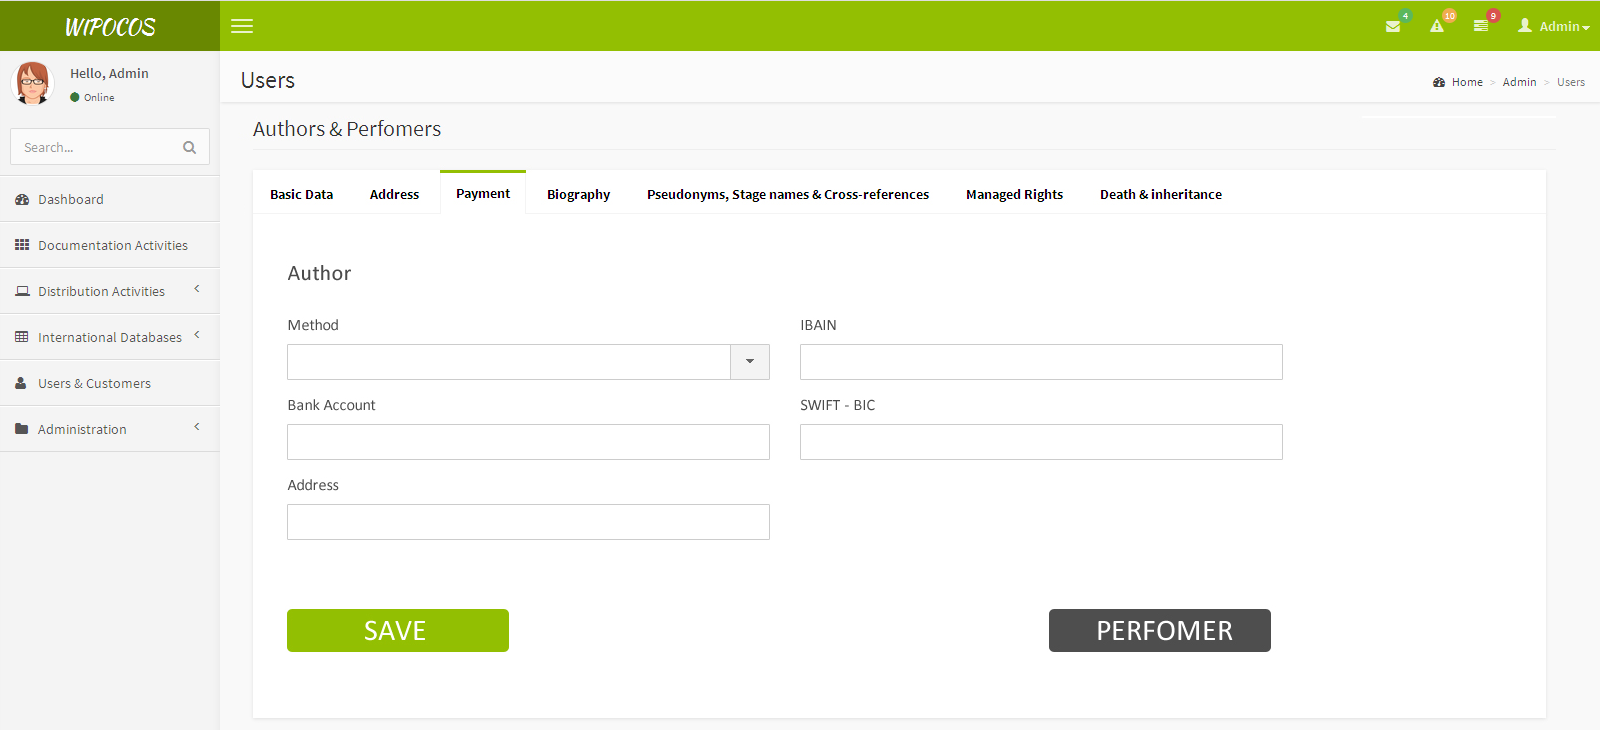 WIPOCOS
4
10
9
Admin
Hello, Admin
Online
Search...
Dashboard
Documentation Activities
Distribution Activities
International Databases
Users & Customers
Administration
Users
Home > Admin > Users
Authors & Perfomers
Basic Data
Address
Payment
Biography
Pseudonyms, Stage names & Cross-references
Managed Rights
Death & inheritance
Author
Method
IBAIN
Bank Account
SWIFT - BIC
Address
SAVE
PERFOMER